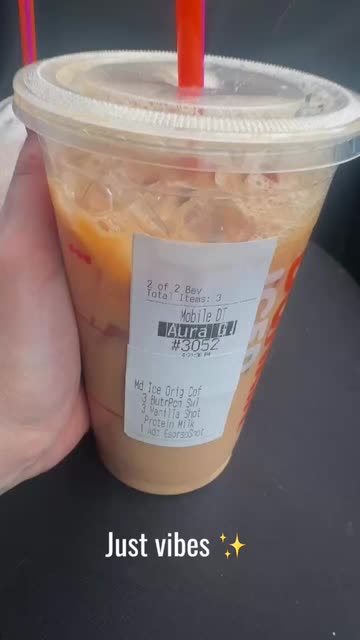 2 of 2 Bev
Total Items: 3
Mobile DT
Aura G.
#3052
Md Ice Orig Cof
3 ButrPcn Swl
3 Vanilla Shot
Protein Milk
1 Add EsprsoShot
Just vibes ✨